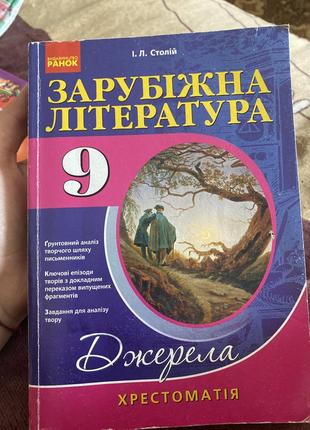 ВИДАВНИЦТВО
РАНОК
І. Л. Столій
ЗАРУБІЖНА
ЛІТЕРАТУРА
9
Ґрунтовний аналіз
творчого шляху
письменників
Ключові епізоди
творів з докладним
переказом випущених
фрагментів
Завдання для аналізу
твору
Джерела
ХРЕСТОМАТІЯ